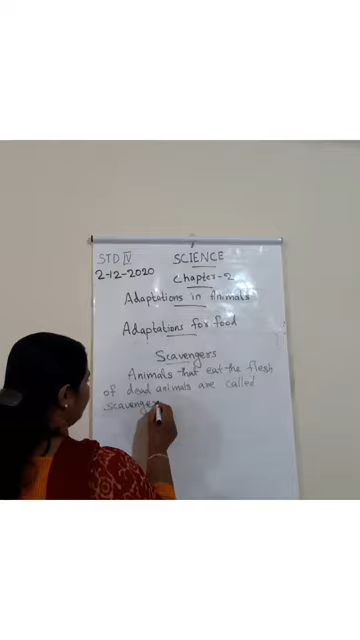 STD IV
SCIENCE
2-12-2020
Chapter-2
Adaptations in Animals
Adaptations for food
Scavengers
Animals that eat the flesh
of dead animals are called
scavenger